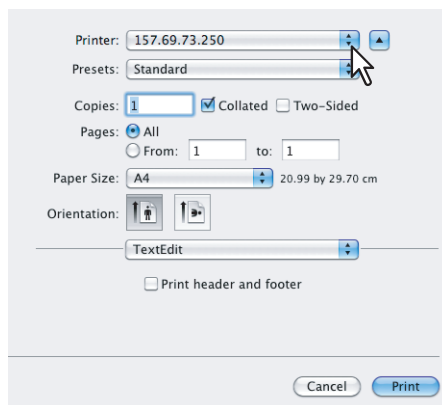 Printer: 157.69.73.250
Presets: Standard
Copies: 1 Collated Two-Sided
Pages: All
From: 1 to: 1
Paper Size: A4 20.99 by 29.70 cm
Orientation:
TextEdit
Print header and footer
Cancel Print